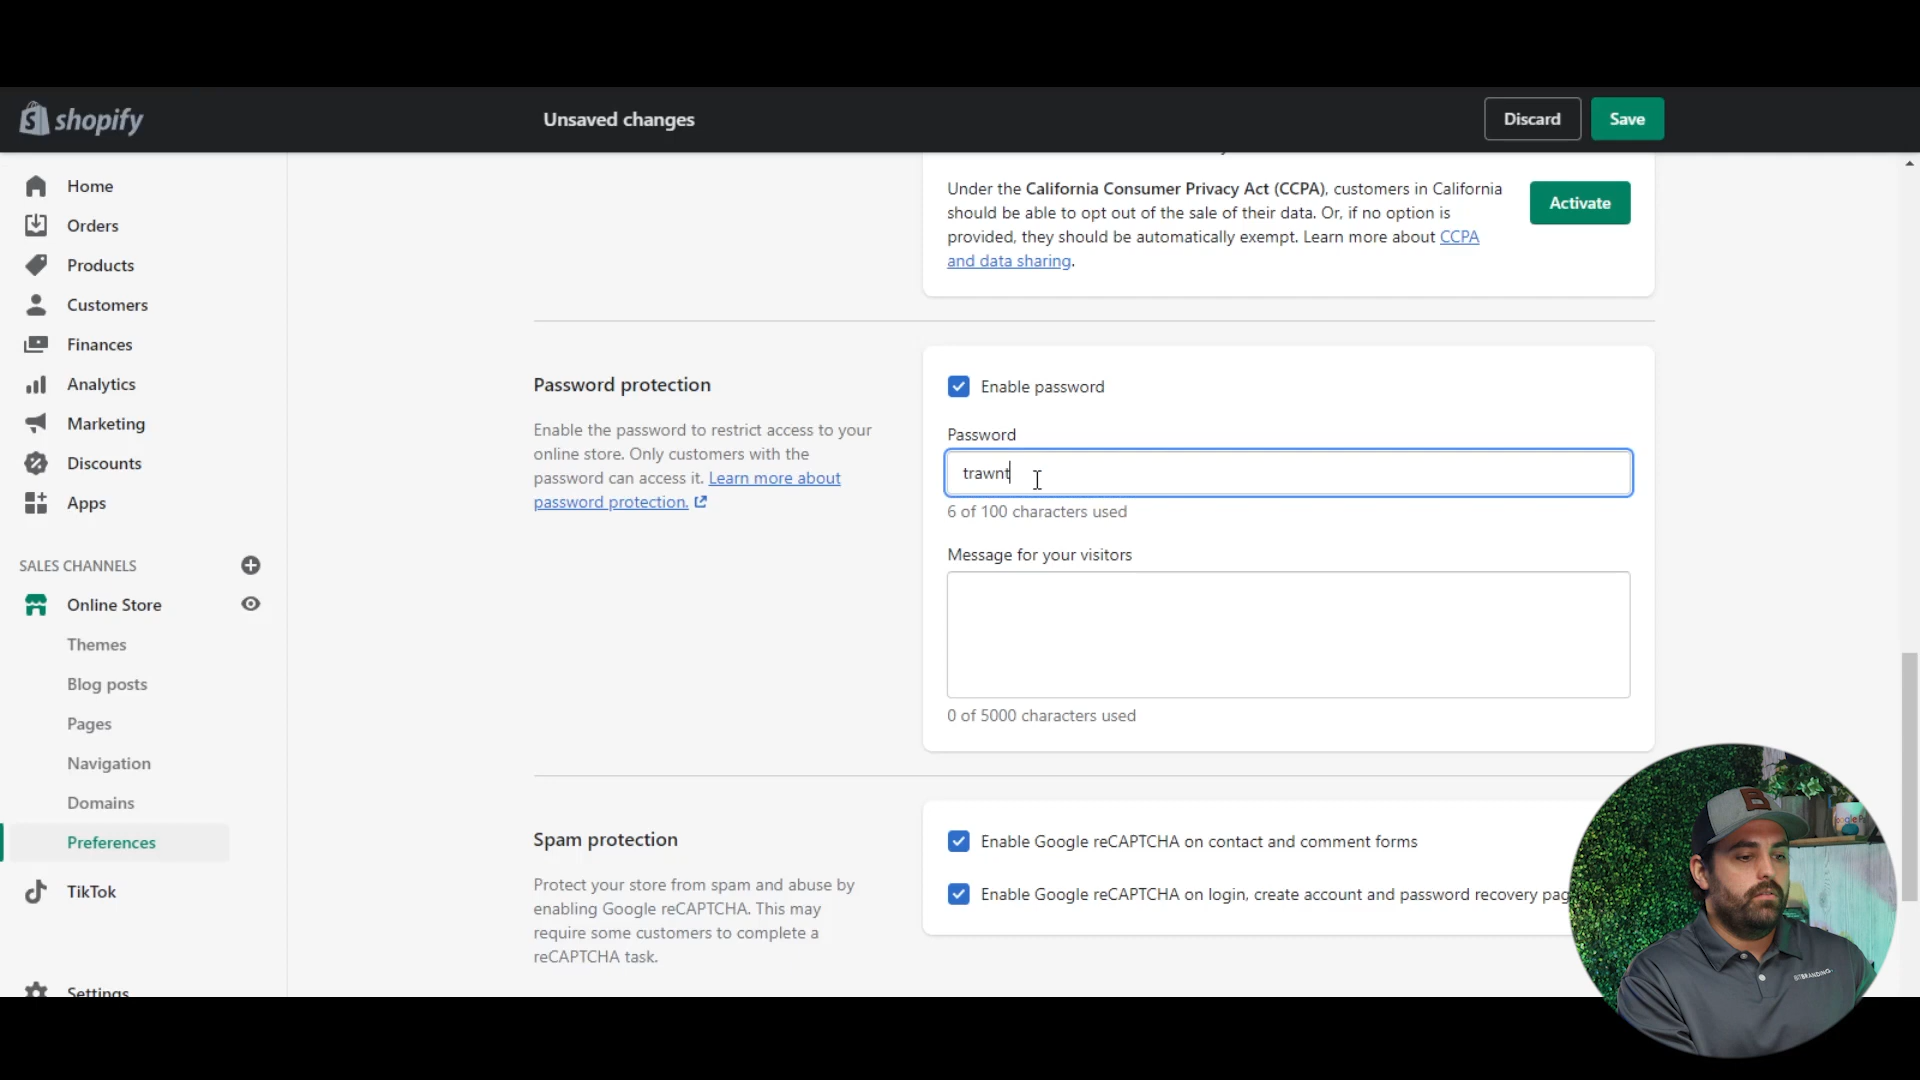 shopify
Unsaved changes
Discard
Save
Home
Orders
Products
Customers
Finances
Analytics
Marketing
Discounts
Apps
SALES CHANNELS
Online Store
Themes
Blog posts
Pages
Navigation
Domains
Preferences
TikTok
Settings
Under the California Consumer Privacy Act (CCPA), customers in California
should be able to opt out of the sale of their data. Or, if no option is
provided, they should be automatically exempt. Learn more about CCPA
and data sharing.
Activate
Password protection
Enable the password to restrict access to your
online store. Only customers with the
password can access it. Learn more about
password protection.
Enable password
Password
trawnt
6 of 100 characters used
Message for your visitors
0 of 5000 characters used
Spam protection
Protect your store from spam and abuse by
enabling Google reCAPTCHA. This may
require some customers to complete a
reCAPTCHA task.
Enable Google reCAPTCHA on contact and comment forms
Enable Google reCAPTCHA on login, create account and password recovery pag
B
BITBRANDING